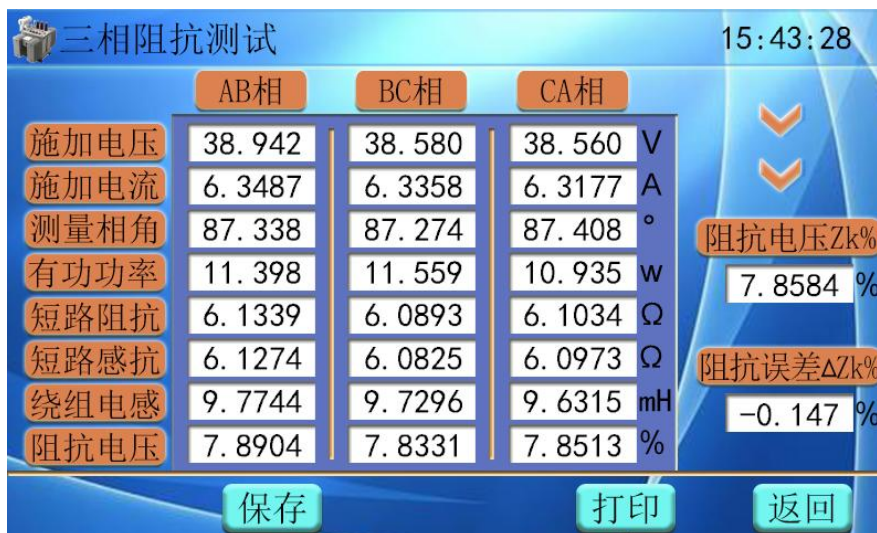 三相阻抗测试 15:43:28
AB相 BC相 CA相
施加电压 38.942 38.580 38.560 V
施加电流 6.3487 6.3358 6.3177 A
测量相角 87.338 87.274 87.408 °
有功功率 11.398 11.559 10.935 w
短路阻抗 6.1339 6.0893 6.1034 Ω
短路感抗 6.1274 6.0825 6.0973 Ω
绕组电感 9.7744 9.7296 9.6315 mH
阻抗电压 7.8904 7.8331 7.8513 %
阻抗电压Zk%
7.8584 %
阻抗误差ΔZk%
-0.147 %
保存 打印 返回